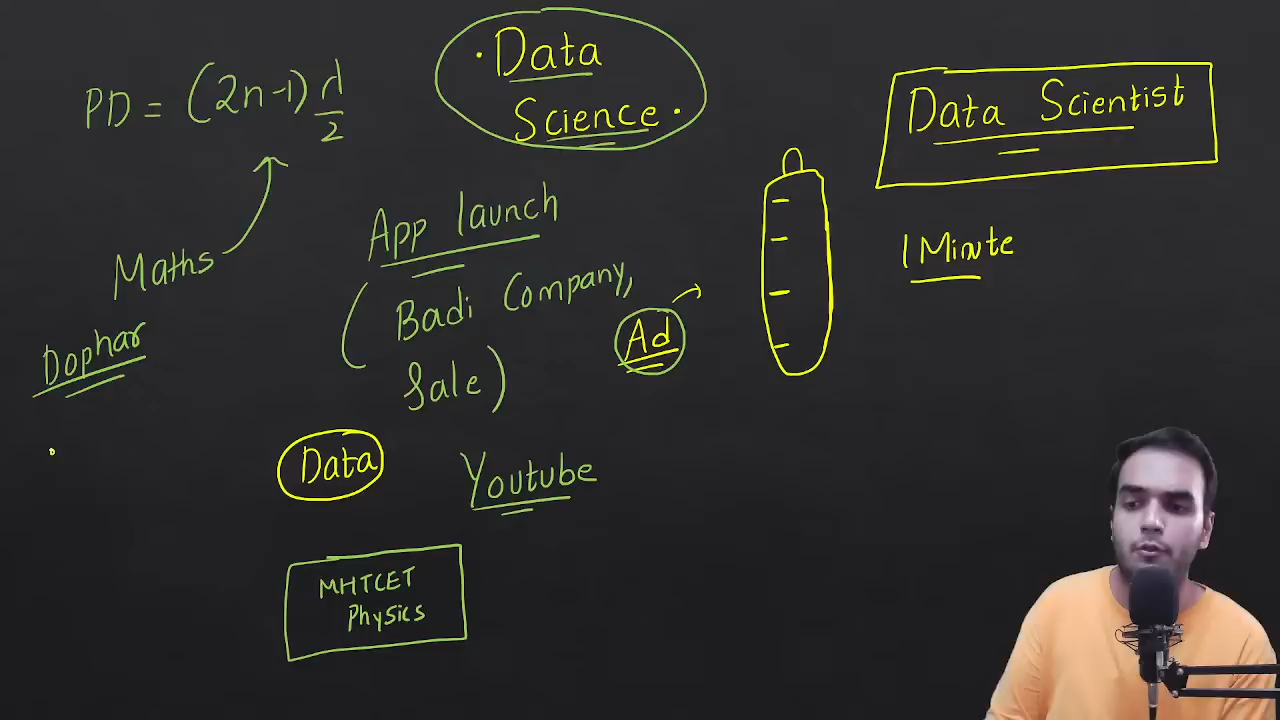 PD = (2n-1) λ/2
• Data
Science •
Data Scientist
Maths
App launch
1 Minute
( Badi Company,
Sale)
Dophar
Ad
Data
Youtube
MHTCET
Physics